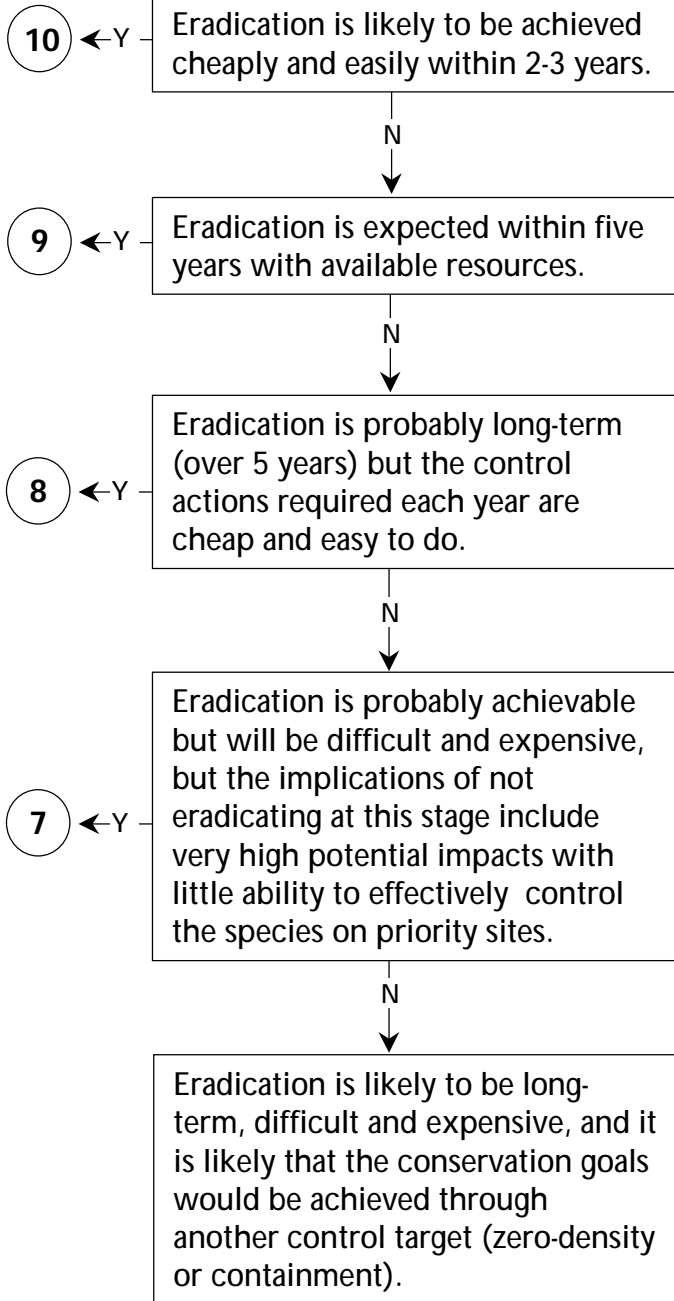 10
Y
Eradication is likely to be achieved
cheaply and easily within 2-3 years.
N
9
Y
Eradication is expected within five
years with available resources.
N
8
Y
Eradication is probably long-term
(over 5 years) but the control
actions required each year are
cheap and easy to do.
N
7
Y
Eradication is probably achievable
but will be difficult and expensive,
but the implications of not
eradicating at this stage include
very high potential impacts with
little ability to effectively control
the species on priority sites.
N
Eradication is likely to be long-
term, difficult and expensive, and it
is likely that the conservation goals
would be achieved through
another control target (zero-density
or containment).